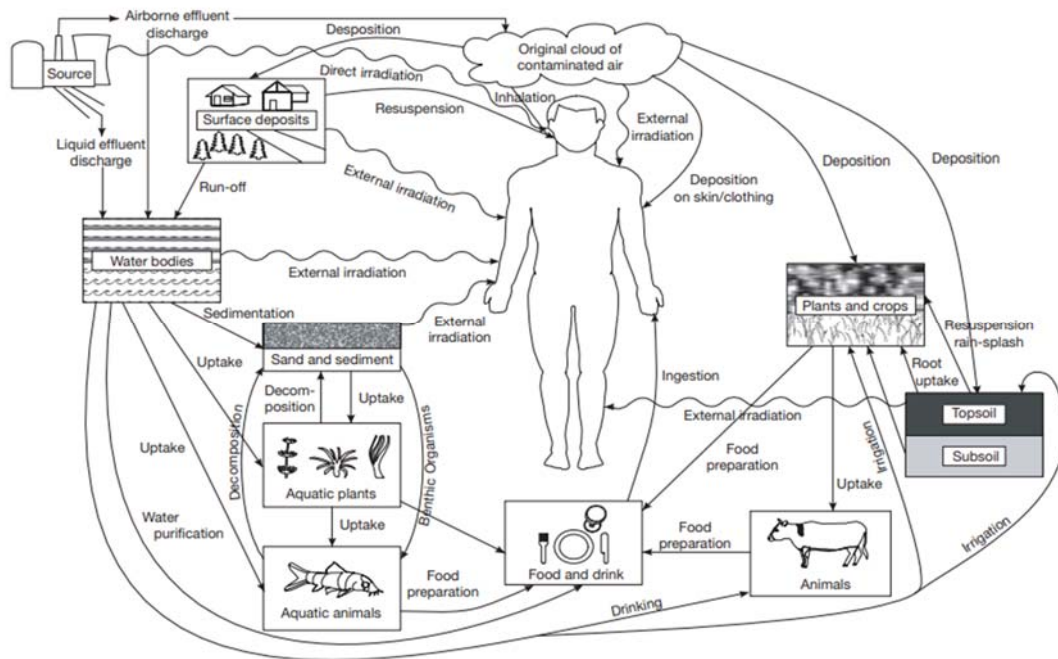 Airborne effluent
discharge
Source
Desposition
Original cloud of
contaminated air
Direct irradiation
Inhalation
Resuspension
Surface deposits
External
irradiation
Liquid effluent
discharge
Deposition
Deposition
Run-off
External irradiation
Deposition
on skin/clothing
Water bodies
External irradiation
Plants and crops
Sedimentation
External
irradiation
Resuspension
rain-splash
Sand and sediment
Uptake
Ingestion
Root
uptake
Decom-
position
Uptake
External irradiation
Topsoil
Decomposition
Benthic Organisms
Irrigation
Subsoil
Uptake
Food
preparation
Aquatic plants
Uptake
Water
purification
Uptake
Food
preparation
Irrigation
Food
preparation
Food and drink
Animals
Aquatic animals
Drinking